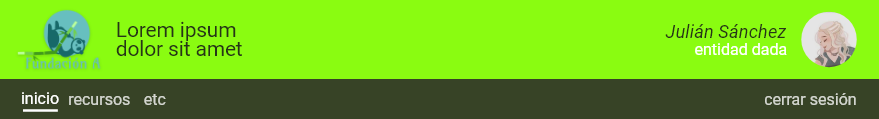 Lorem ipsum
dolor sit amet
Fundación A
Julián Sánchez
entidad dada
inicio recursos etc
cerrar sesión